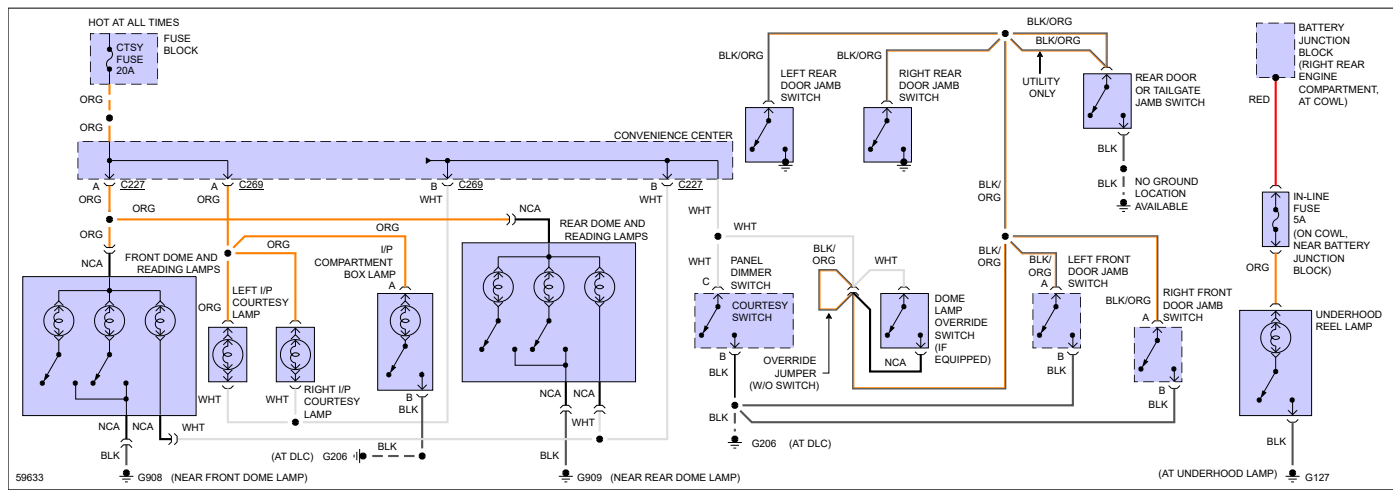 HOT AT ALL TIMES
CTSY
FUSE
20A
FUSE
BLOCK
ORG
ORG
CONVENIENCE CENTER
A
C227
A
C269
B
C269
B
C227
ORG
ORG
WHT
WHT
ORG
ORG
NCA
NCA
FRONT DOME AND
READING LAMPS
ORG
ORG
I/P
COMPARTMENT
BOX LAMP
A
REAR DOME AND
READING LAMPS
ORG
LEFT I/P
COURTESY
LAMP
WHT
WHT
RIGHT I/P
COURTESY
LAMP
B
BLK
NCA
NCA
WHT
BLK
G908
(NEAR FRONT DOME LAMP)
BLK
(AT DLC)
G206
NCA
NCA
WHT
BLK
G909
(NEAR REAR DOME LAMP)
59633
BLK/ORG
BLK/ORG
BLK/ORG
BLK/ORG
LEFT REAR
DOOR JAMB
SWITCH
RIGHT REAR
DOOR JAMB
SWITCH
UTILITY
ONLY
REAR DOOR
OR TAILGATE
JAMB SWITCH
BLK
BLK
NO GROUND
LOCATION
AVAILABLE
WHT
WHT
WHT
C
PANEL
DIMMER
SWITCH
COURTESY
SWITCH
B
BLK
BLK
G206
(AT DLC)
BLK/
ORG
WHT
OVERRIDE
JUMPER
(W/O SWITCH)
DOME
LAMP
OVERRIDE
SWITCH
(IF
EQUIPPED)
NCA
BLK/
ORG
BLK/
ORG
BLK/
ORG
A
LEFT FRONT
DOOR JAMB
SWITCH
B
BLK
BLK/ORG
A
RIGHT FRONT
DOOR JAMB
SWITCH
B
BLK
BATTERY
JUNCTION
BLOCK
(RIGHT REAR
ENGINE
COMPARTMENT,
AT COWL)
RED
IN-LINE
FUSE
5A
(ON COWL,
NEAR BATTERY
JUNCTION
BLOCK)
ORG
UNDERHOOD
REEL LAMP
BLK
(AT UNDERHOOD LAMP)
G127